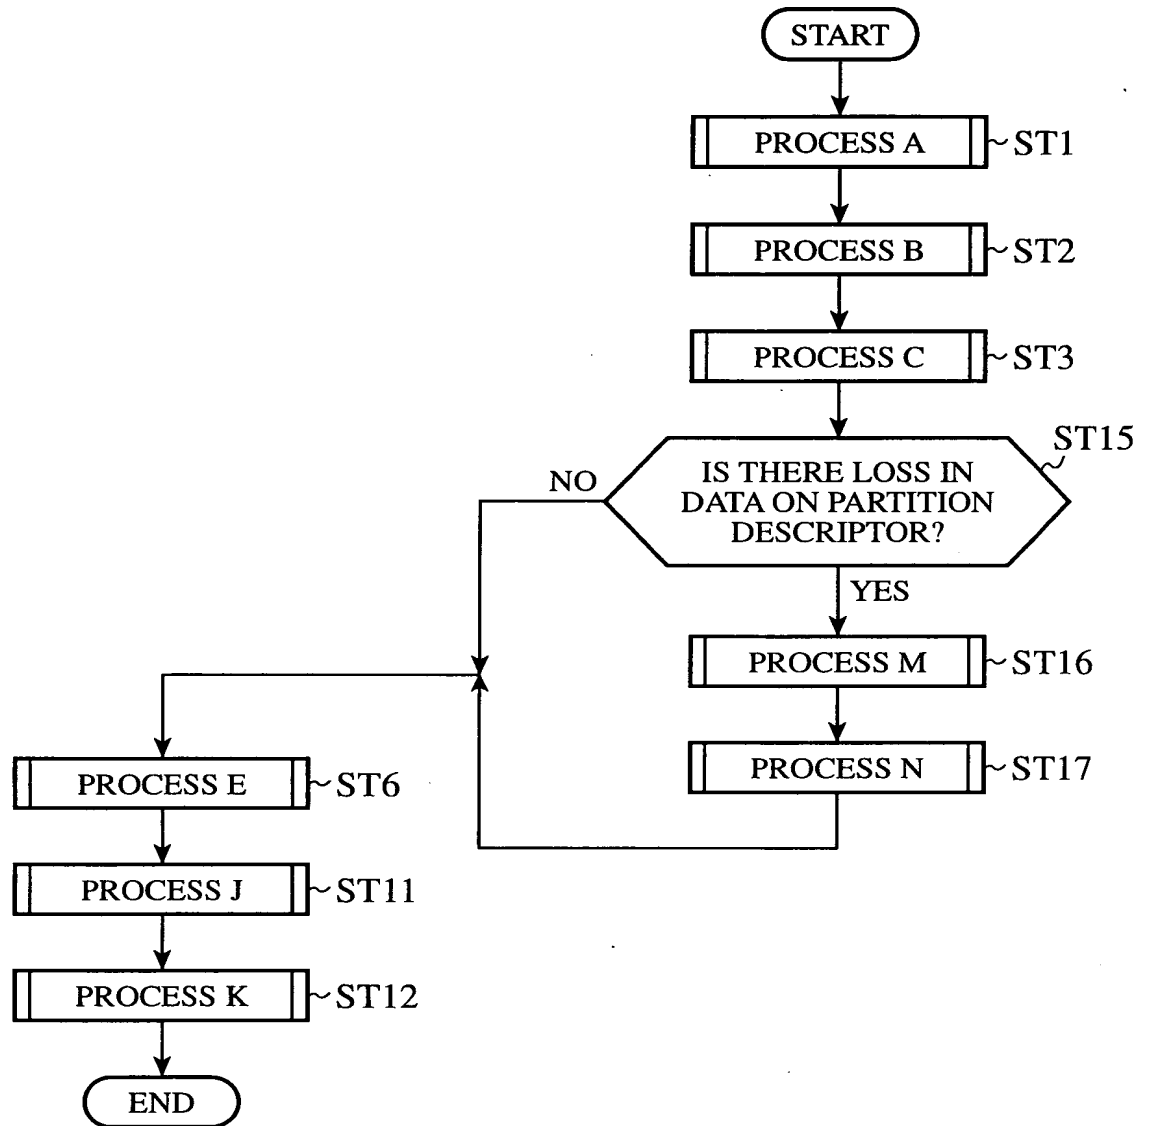 START
PROCESS A
ST1
PROCESS B
ST2
PROCESS C
ST3
IS THERE LOSS IN
DATA ON PARTITION
DESCRIPTOR?
ST15
NO
YES
PROCESS M
ST16
PROCESS N
ST17
PROCESS E
ST6
PROCESS J
ST11
PROCESS K
ST12
END